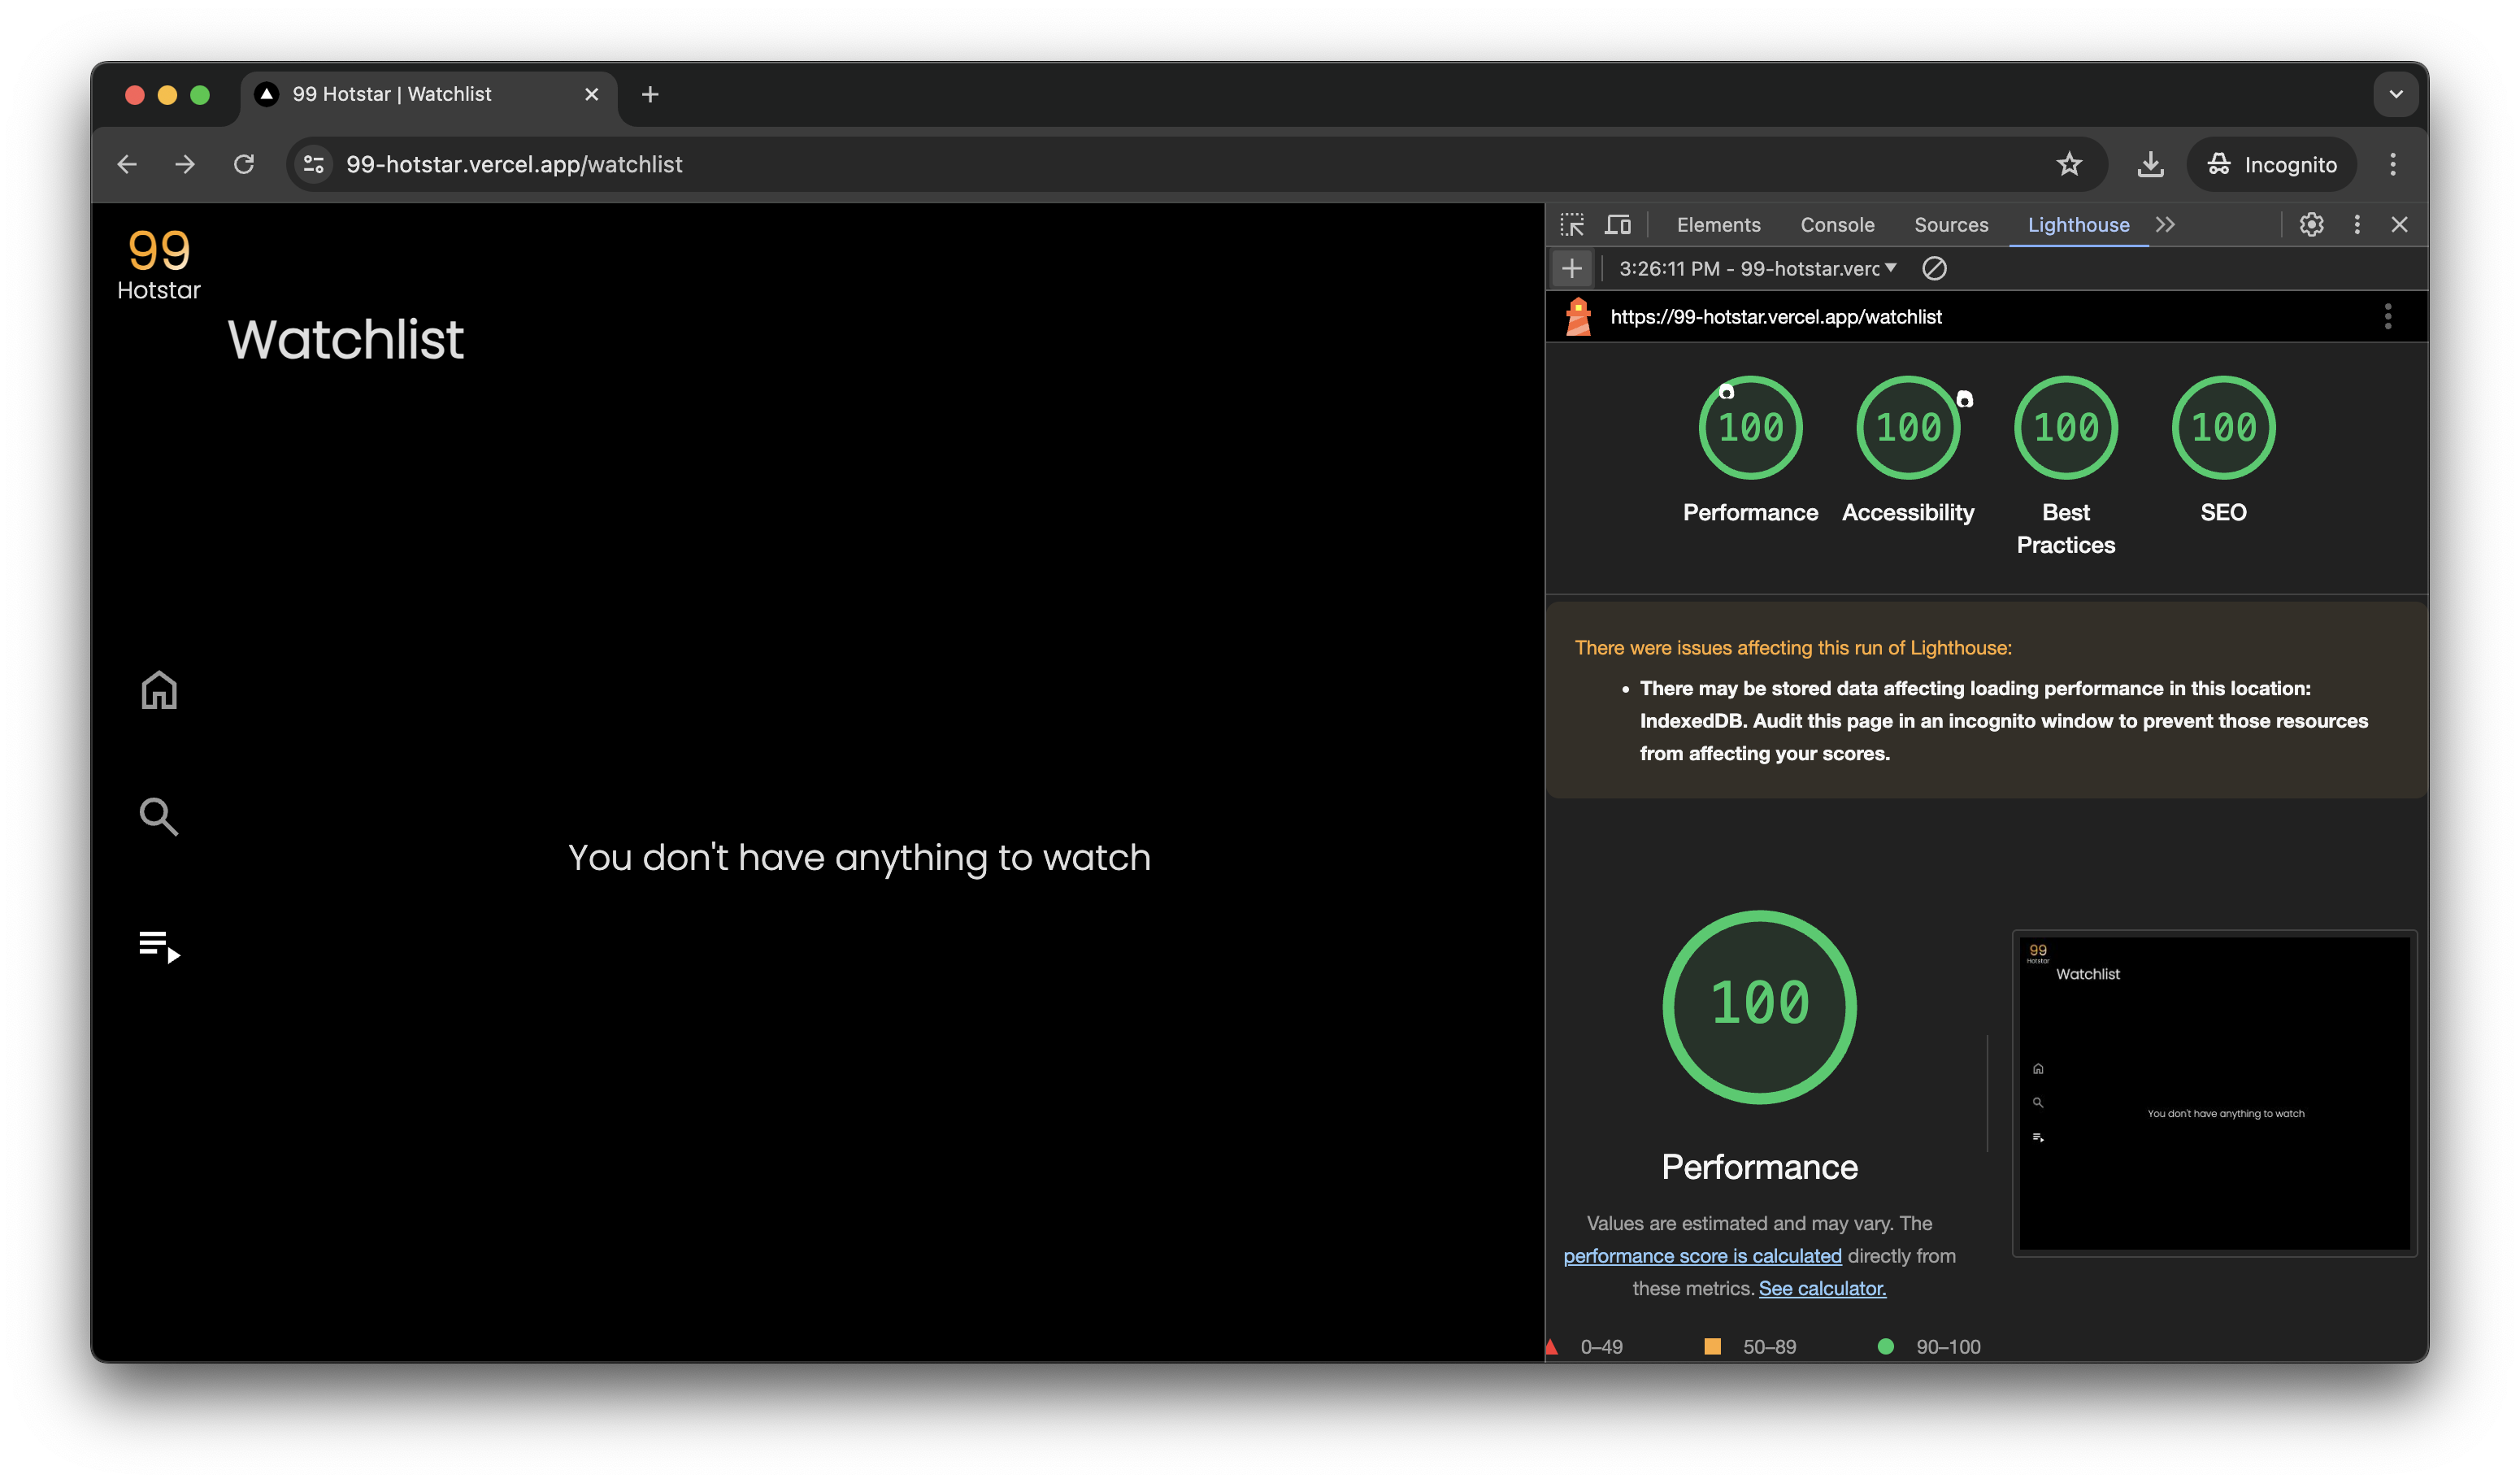 99 Hotstar | Watchlist
99-hotstar.vercel.app/watchlist
Incognito
99
Hotstar
Watchlist
You don't have anything to watch
Elements Console Sources Lighthouse
3:26:11 PM - 99-hotstar.verc
https://99-hotstar.vercel.app/watchlist
100 100 100 100
Performance Accessibility Best Practices SEO
There were issues affecting this run of Lighthouse:
• There may be stored data affecting loading performance in this location:
IndexedDB. Audit this page in an incognito window to prevent those resources
from affecting your scores.
100
Performance
Values are estimated and may vary. The
performance score is calculated directly from
these metrics. See calculator.
0–49 50–89 90–100
99
Hotstar
Watchlist
You don't have anything to watch